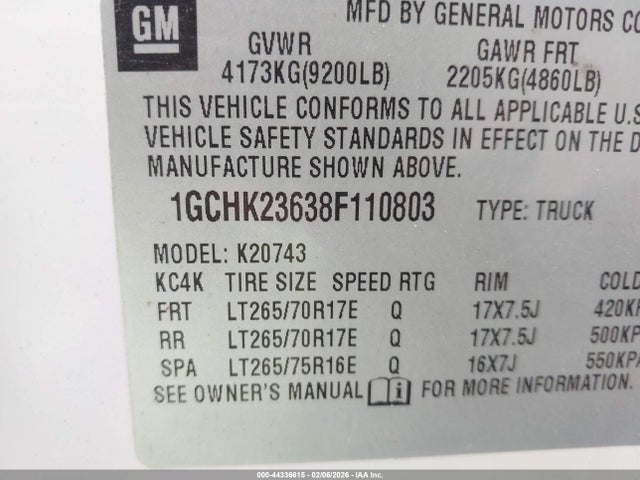 GM
MFD BY GENERAL MOTORS CO
GVWR GAWR FRT
4173KG(9200LB) 2205KG(4860LB)
THIS VEHICLE CONFORMS TO ALL APPLICABLE U.S
VEHICLE SAFETY STANDARDS IN EFFECT ON THE D
MANUFACTURE SHOWN ABOVE.
1GCHK23638F110803 TYPE: TRUCK
MODEL: K20743
KC4K TIRE SIZE SPEED RTG RIM COLD
FRT LT265/70R17E Q 17X7.5J 420KP
RR LT265/70R17E Q 17X7.5J 500KP
SPA LT265/75R16E Q 16X7J 550KPA
SEE OWNER'S MANUAL i FOR MORE INFORMATION.
000-44336615 - 02/06/2026 - IAA Inc.